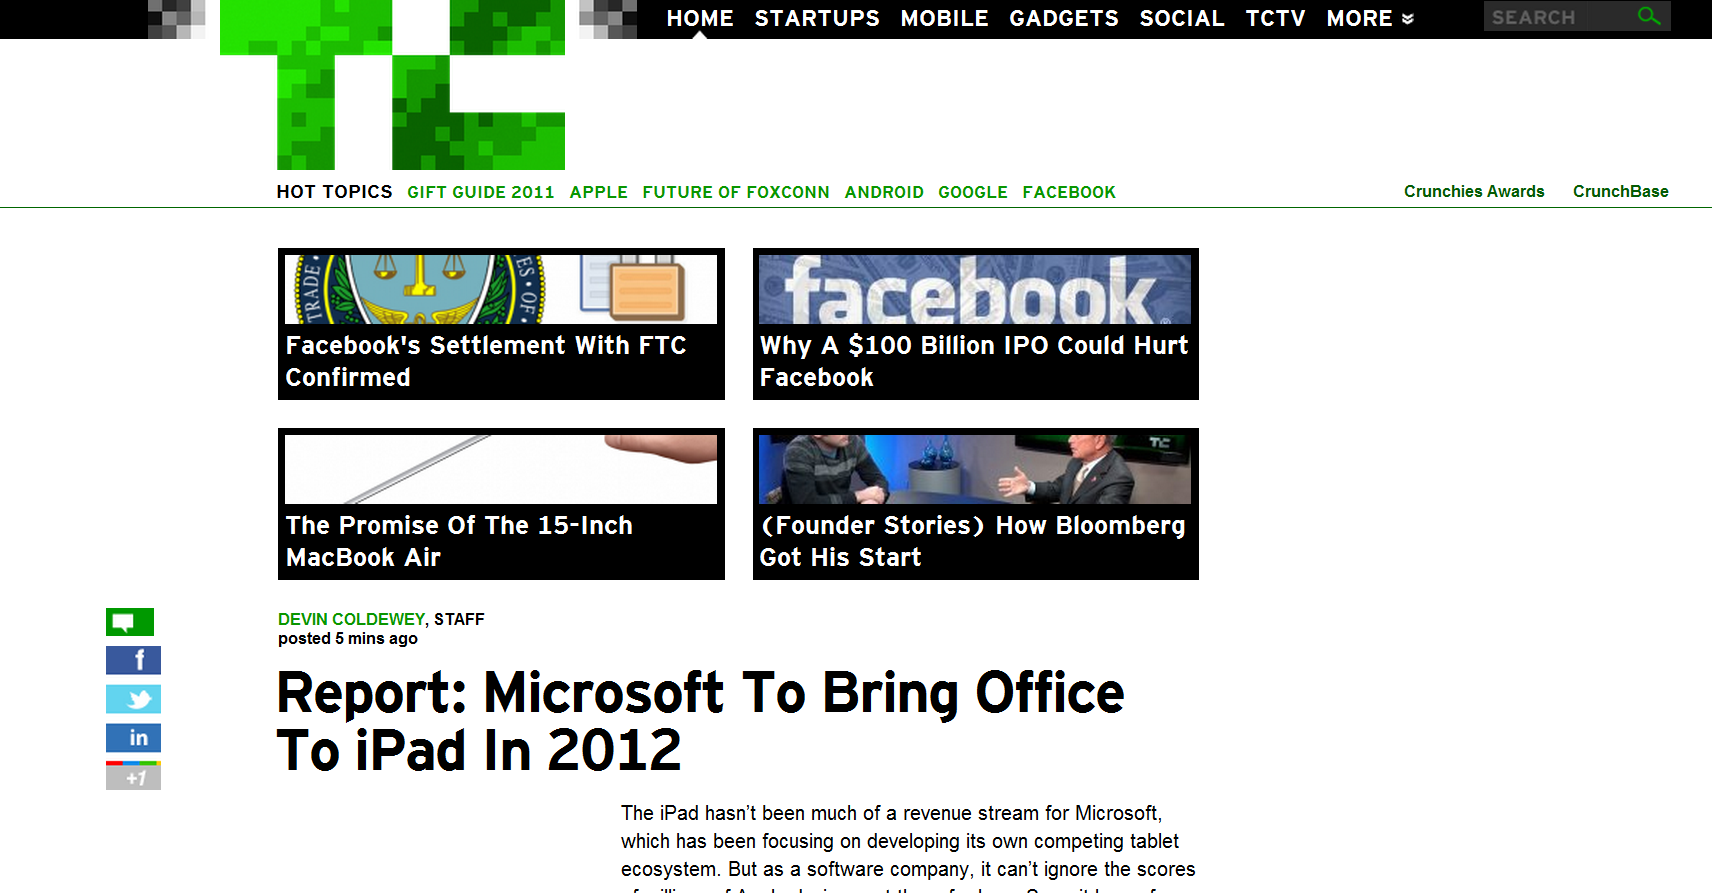 HOME STARTUPS MOBILE GADGETS SOCIAL TCTV MORE
SEARCH
HOT TOPICS GIFT GUIDE 2011 APPLE FUTURE OF FOXCONN ANDROID GOOGLE FACEBOOK
Crunchies Awards CrunchBase
TRADE
ES • OF
facebook
®
Facebook's Settlement With FTC
Confirmed
Why A $100 Billion IPO Could Hurt
Facebook
TC
The Promise Of The 15-Inch
MacBook Air
(Founder Stories) How Bloomberg
Got His Start
DEVIN COLDEWEY, STAFF
posted 5 mins ago
f
in
+1
Report: Microsoft To Bring Office
To iPad In 2012
The iPad hasn’t been much of a revenue stream for Microsoft,
which has been focusing on developing its own competing tablet
ecosystem. But as a software company, it can’t ignore the scores